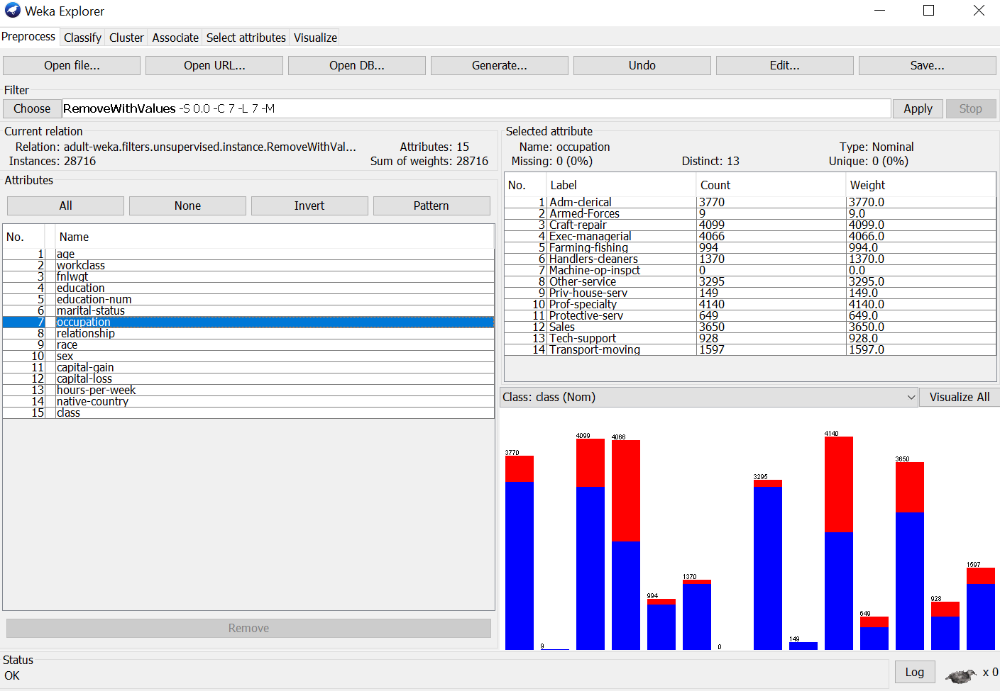 Weka Explorer
Preprocess Classify Cluster Associate Select attributes Visualize
Open file... Open URL... Open DB... Generate... Undo Edit... Save...
Filter
Choose RemoveWithValues -S 0.0 -C 7 -L 7 -M Apply Stop
Current relation
Relation: adult-weka.filters.unsupervised.instance.RemoveWithVal... Attributes: 15
Instances: 28716 Sum of weights: 28716
Attributes
All None Invert Pattern
No. Name
1 age
2 workclass
3 fnlwgt
4 education
5 education-num
6 marital-status
7 occupation
8 relationship
9 race
10 sex
11 capital-gain
12 capital-loss
13 hours-per-week
14 native-country
15 class
Remove
Selected attribute
Name: occupation Type: Nominal
Missing: 0 (0%) Distinct: 13 Unique: 0 (0%)
No. Label Count Weight
1 Adm-clerical 3770 3770.0
2 Armed-Forces 9 9.0
3 Craft-repair 4099 4099.0
4 Exec-managerial 4066 4066.0
5 Farming-fishing 994 994.0
6 Handlers-cleaners 1370 1370.0
7 Machine-op-inspct 0 0.0
8 Other-service 3295 3295.0
9 Priv-house-serv 149 149.0
10 Prof-specialty 4140 4140.0
11 Protective-serv 649 649.0
12 Sales 3650 3650.0
13 Tech-support 928 928.0
14 Transport-moving 1597 1597.0
Class: class (Nom) Visualize All
3770 9 4099 4066 994 1370 0 3295 149 4140 649 3650 928 1597
Status
OK Log x 0